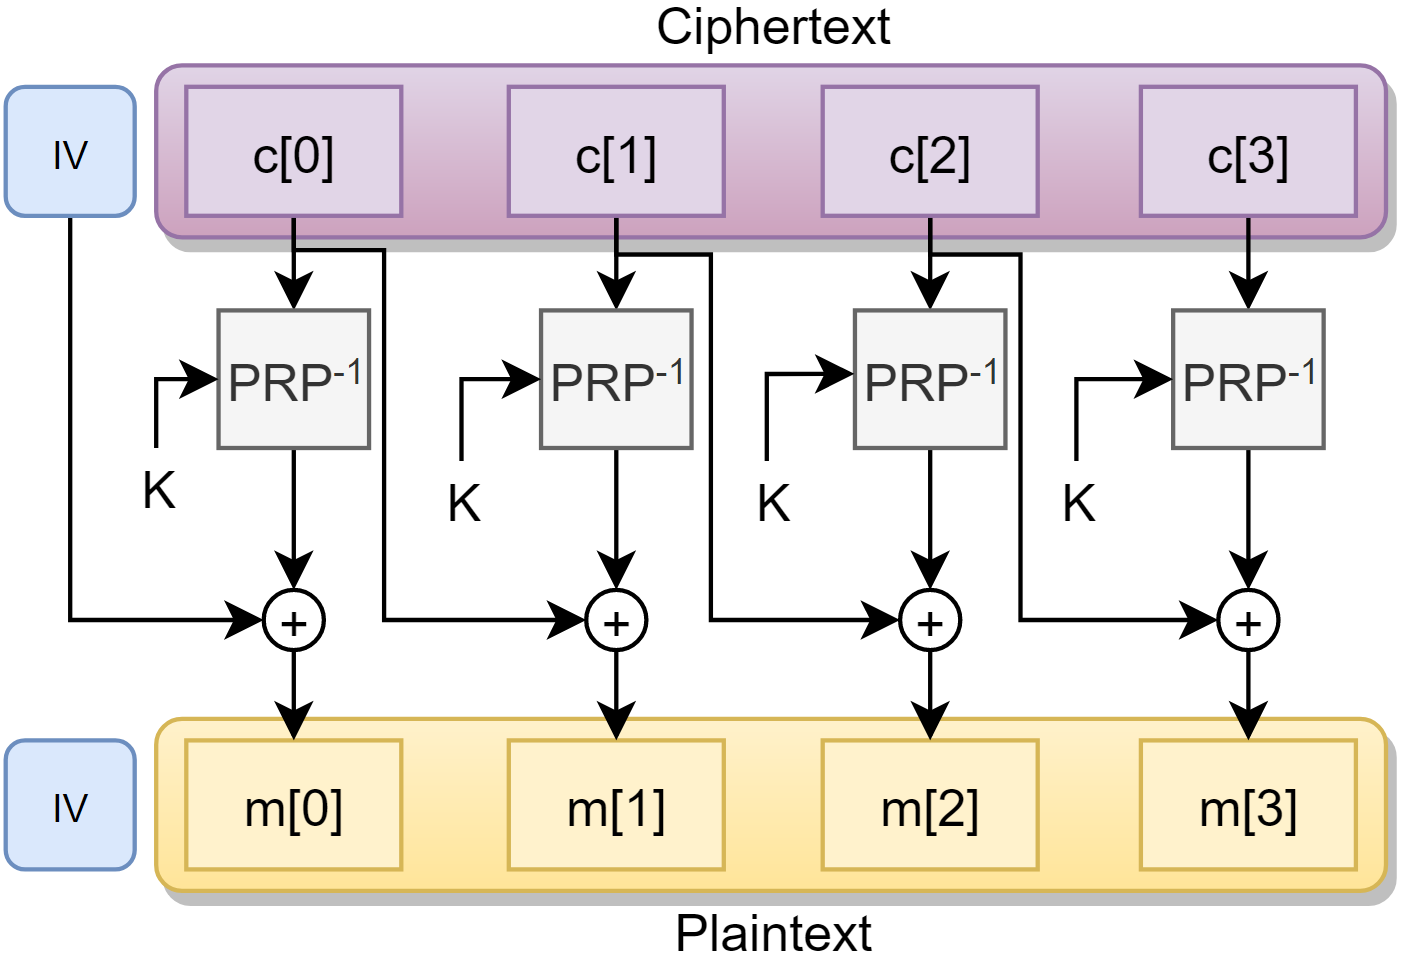 Ciphertext
IV c[0] c[1] c[2] c[3]
PRP-1 PRP-1 PRP-1 PRP-1
K K K K
+ + + +
IV m[0] m[1] m[2] m[3]
Plaintext